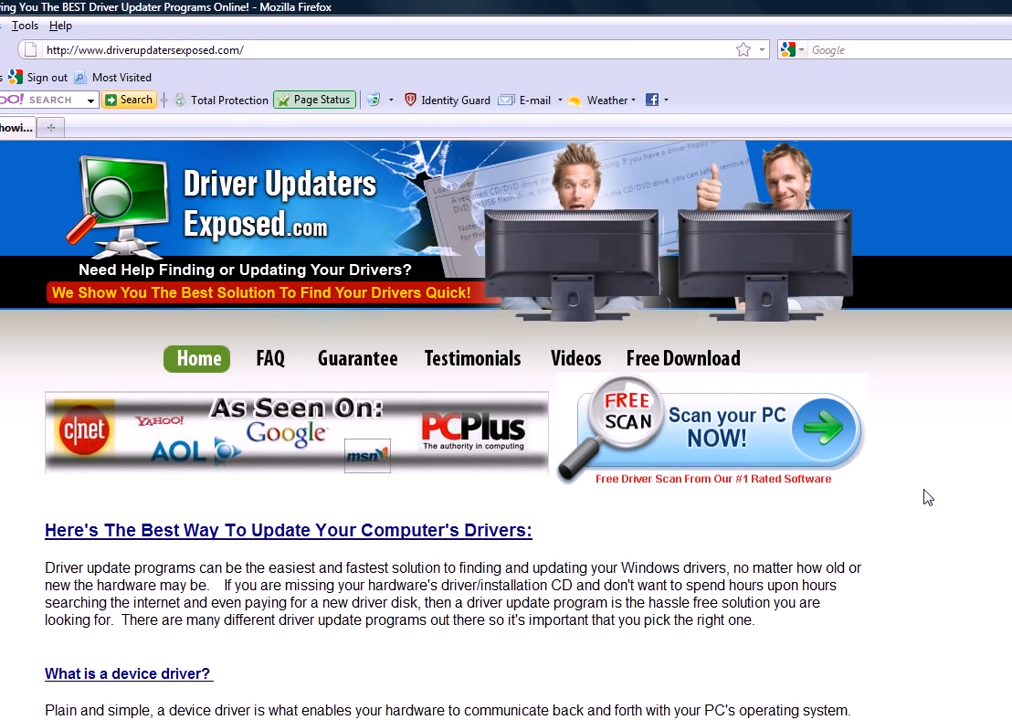 ing You The BEST Driver Updater Programs Online! - Mozilla Firefox
Tools Help
http://www.driverupdatersexposed.com/
Google
s Sign out Most Visited
OO! SEARCH Search Total Protection Page Status Identity Guard E-mail Weather
howi...
Driver Updaters
Exposed.com
Need Help Finding or Updating Your Drivers?
We Show You The Best Solution To Find Your Drivers Quick!
Home FAQ Guarantee Testimonials Videos Free Download
As Seen On:
c|net YAHOO! AOL Google msn PCPlus
The authority in computing
FREE
SCAN
Scan your PC
NOW!
Free Driver Scan From Our #1 Rated Software
Here's The Best Way To Update Your Computer's Drivers:
Driver update programs can be the easiest and fastest solution to finding and updating your Windows drivers, no matter how old or
new the hardware may be. If you are missing your hardware's driver/installation CD and don't want to spend hours upon hours
searching the internet and even paying for a new driver disk, then a driver update program is the hassle free solution you are
looking for. There are many different driver update programs out there so it's important that you pick the right one.
What is a device driver?
Plain and simple, a device driver is what enables your hardware to communicate back and forth with your PC's operating system.